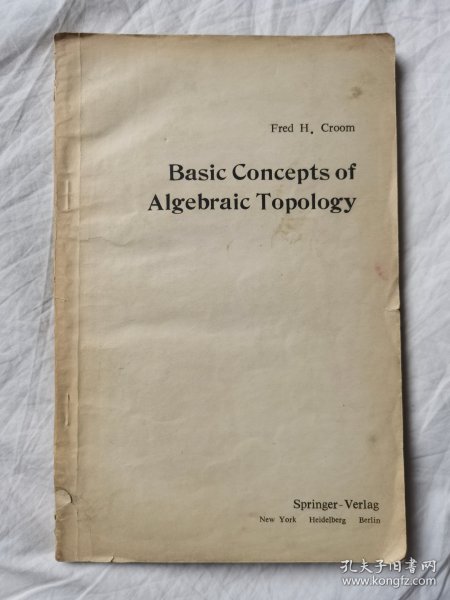 Fred H. Croom
Basic Concepts of
Algebraic Topology
Springer-Verlag
New York Heidelberg Berlin
孔夫子旧书网
www.kongfz.com